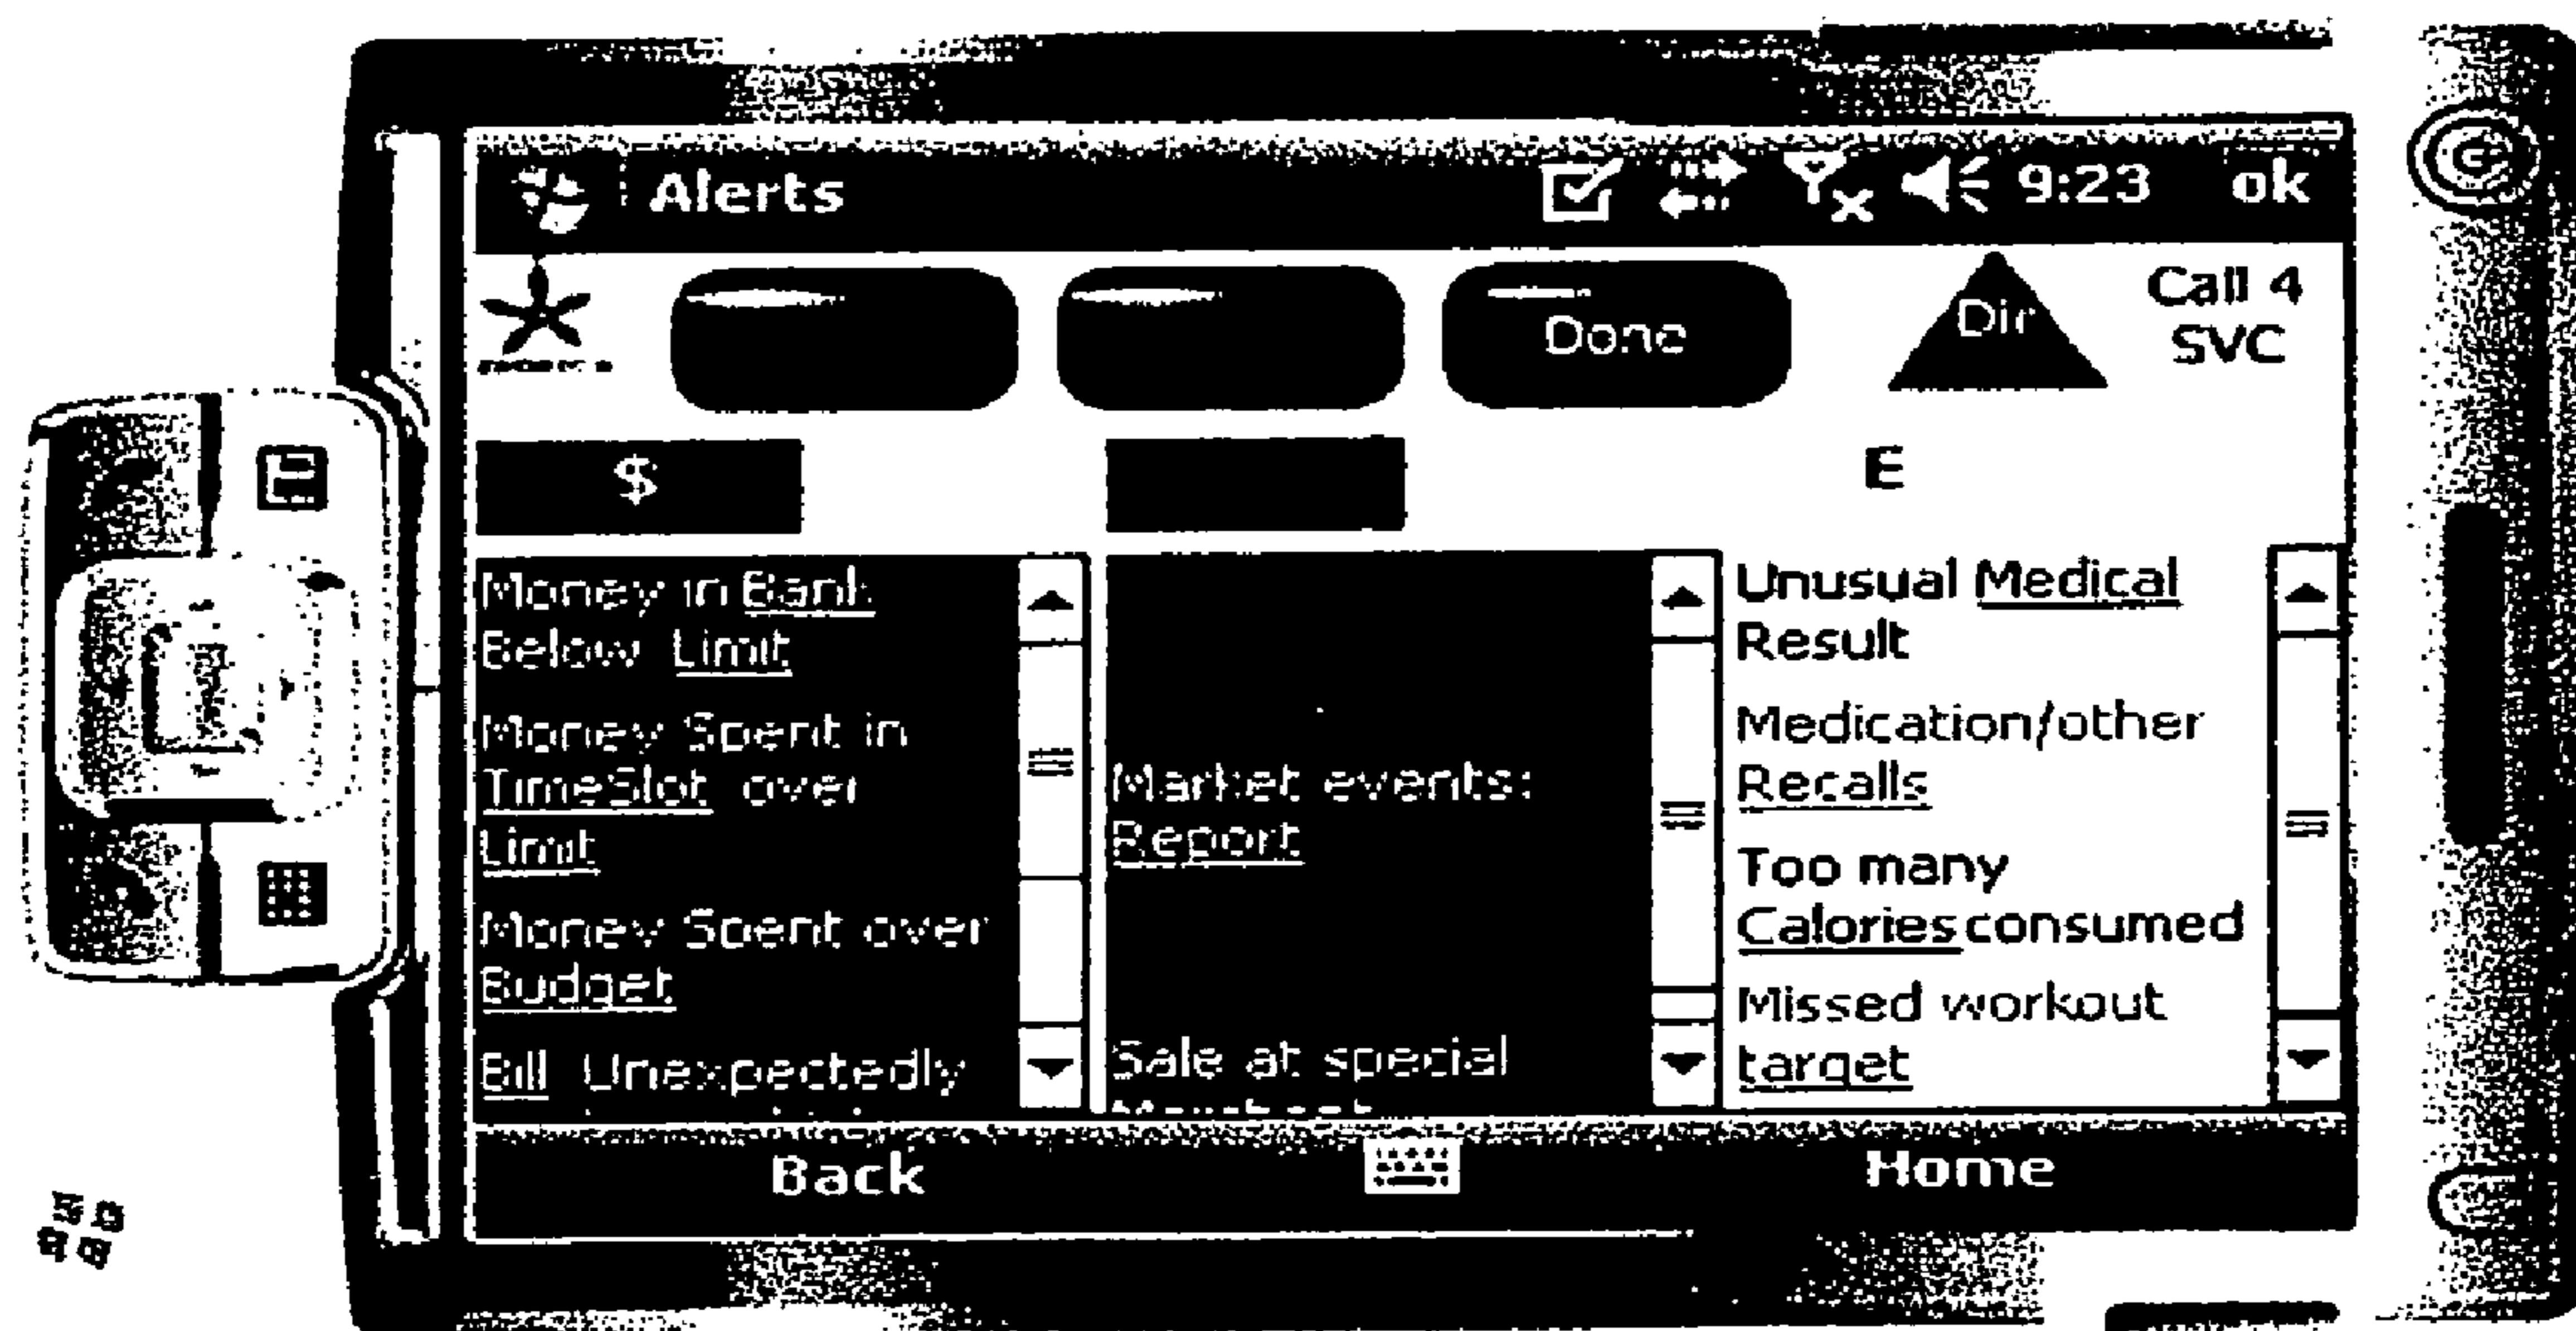 Alerts 9:23 ok
Done
Dir
Call 4
SVC
$
E
Money in Bank
Below Limit
Money Spent in
TimeSlot over
Limit
Money Spent over
Budget
Bill Unexpectedly
Market events:
Report
Sale at special
Unusual Medical
Result
Medication/other
Recalls
Too many
Calories consumed
Missed workout
target
Back
Home